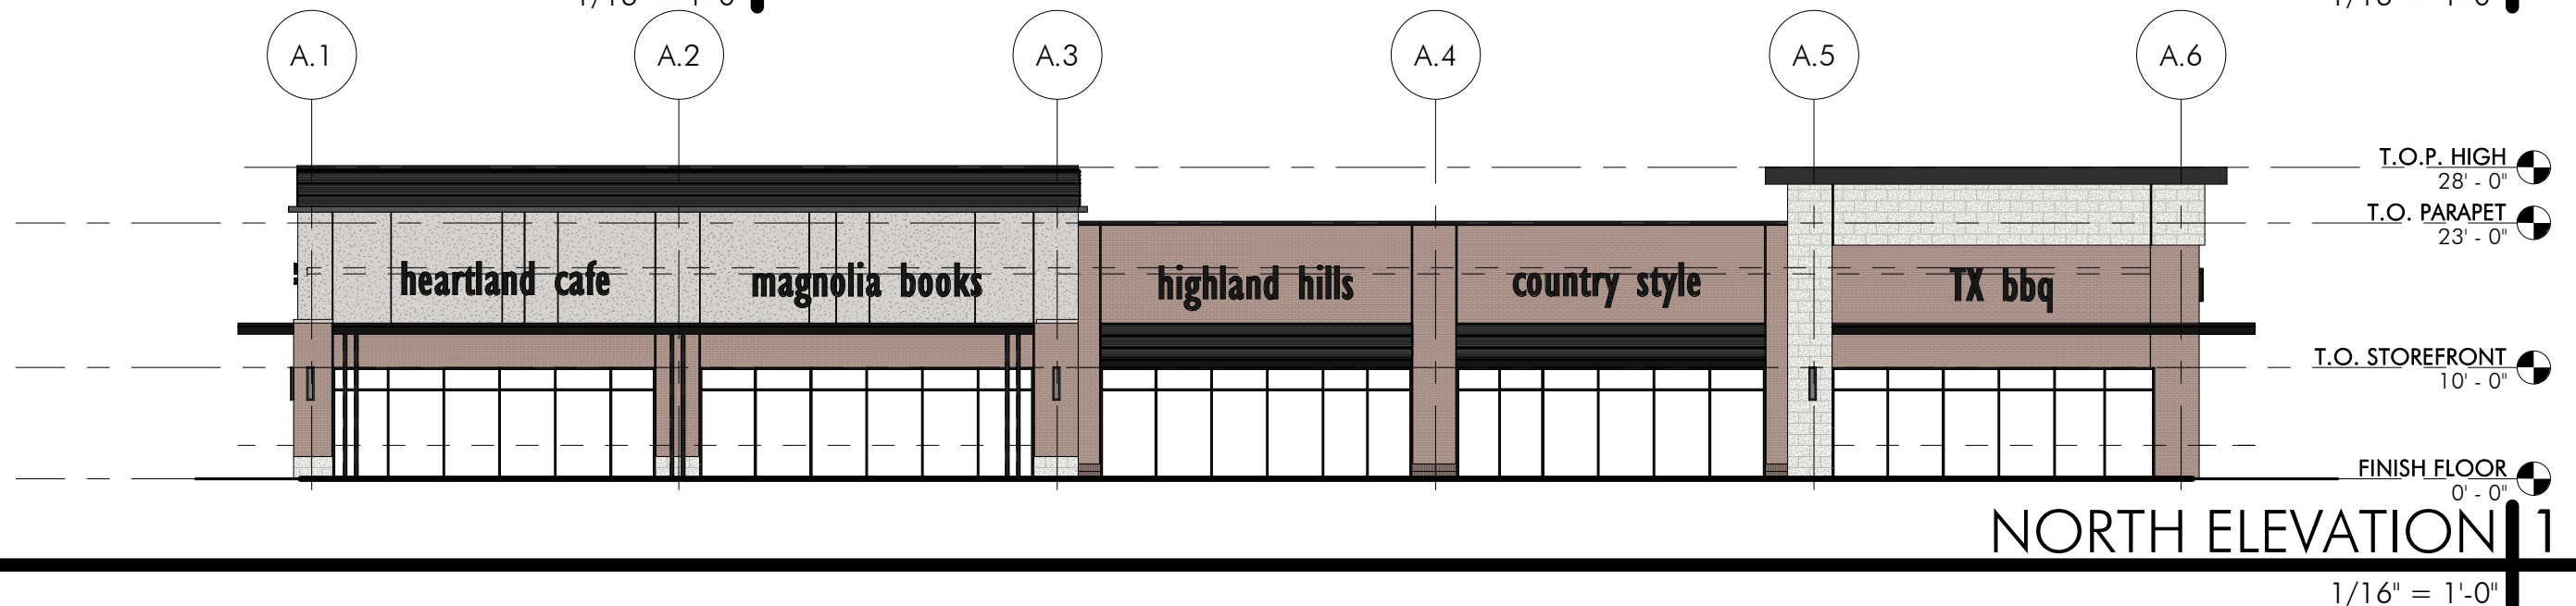 A.1 A.2 A.3 A.4 A.5 A.6
T.O.P. HIGH
28' - 0"
T.O. PARAPET
23' - 0"
heartland cafe magnolia books highland hills country style TX bbq
T.O. STOREFRONT
10' - 0"
FINISH FLOOR
0' - 0"
NORTH ELEVATION 1
1/16" = 1'-0"